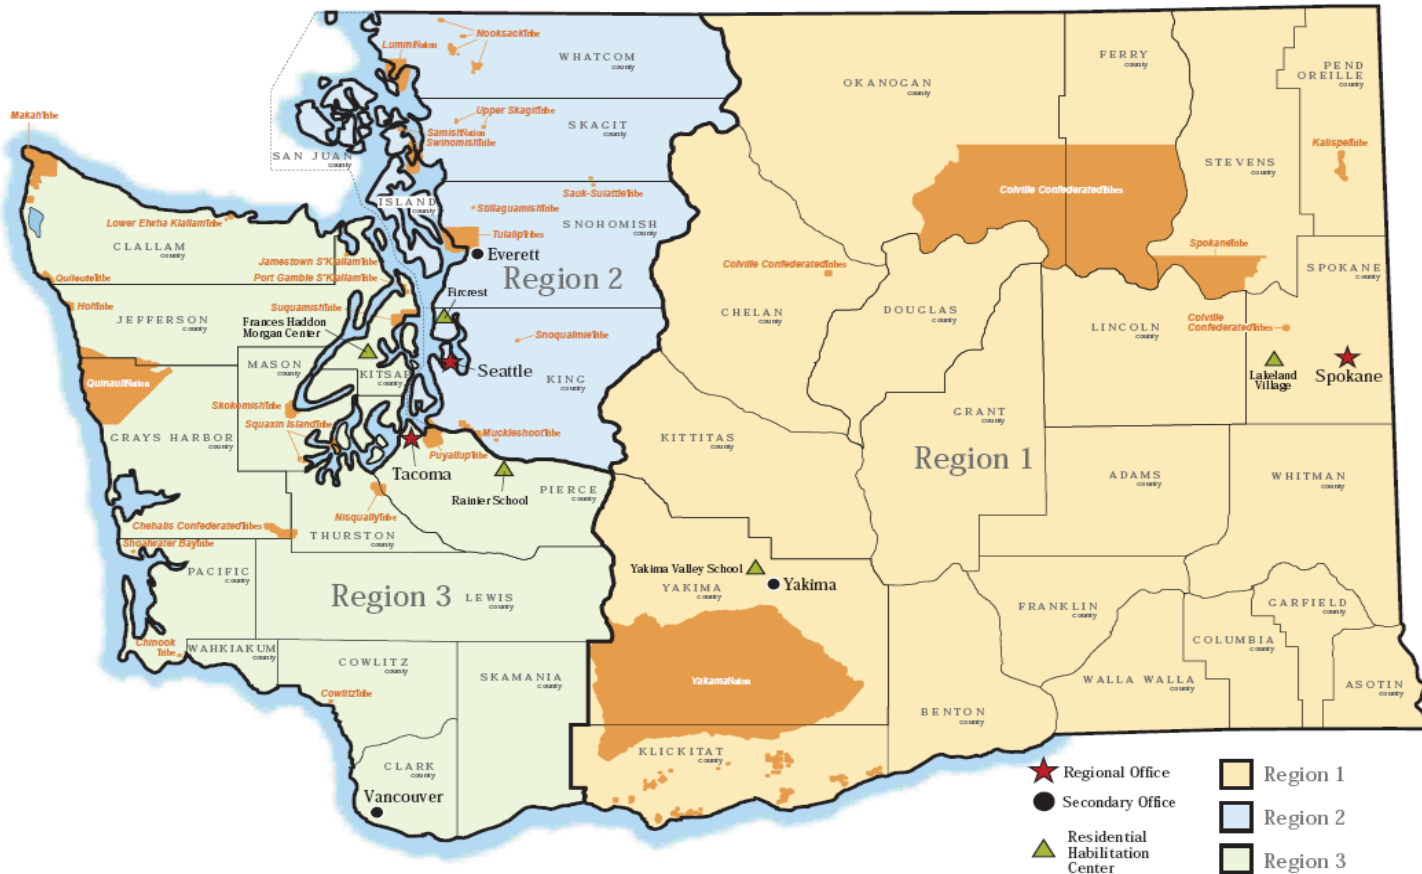 WHATCOM
county
Nooksack Tribe
Lummi Nation
OKANOGAN
county
FERRY
county
PEND
OREILLE
county
Makah Tribe
Upper Skagit Tribe
SKAGIT
county
Samish Nation
Swinomish Tribe
SAN JUAN
county
Kalispel Tribe
STEVENS
county
Colville Confederated Tribes
Sauk-Suiattle Tribe
ISLAND
county
Stillaguamish Tribe
SNOHOMISH
county
Lower Elwha Klallam Tribe
CLALLAM
county
Tulalip Tribes
Everett
Spokane Tribe
Jamestown S'Klallam Tribe
Port Gamble S'Klallam Tribe
Region 2
Colville Confederated Tribes
SPOKANE
county
Quileute Tribe
Fircrest
Hoh Tribe
Suquamish Tribe
JEFFERSON
county
Frances Haddon
Morgan Center
CHELAN
county
DOUGLAS
county
LINCOLN
county
Colville
Confederated Tribes
Snoqualmie Tribe
MASON
county
KITSAP
Seattle
KING
county
Lakeland
Village
Spokane
Quinault Nation
Skokomish Tribe
Squaxin Island Tribe
GRANT
county
GRAYS HARBOR
county
Muckleshoot Tribe
KITTITAS
county
Puyallup Tribe
Region 1
Tacoma
ADAMS
county
WHITMAN
county
Rainier School
PIERCE
county
Nisqually Tribe
Chehalis Confederated Tribes
THURSTON
county
Shoalwater Bay Tribe
PACIFIC
county
Yakima Valley School
YAKIMA
county
Yakima
Region 3
LEWIS
county
FRANKLIN
county
GARFIELD
county
COLUMBIA
county
Chinook
Tribe
WAHKIAKUM
county
COWLITZ
county
SKAMANIA
county
Yakama Nation
WALLA WALLA
county
ASOTIN
county
Cowlitz Tribe
BENTON
county
KLICKITAT
county
CLARK
county
Vancouver
Regional Office
Secondary Office
Residential
Habilitation
Center
Region 1
Region 2
Region 3